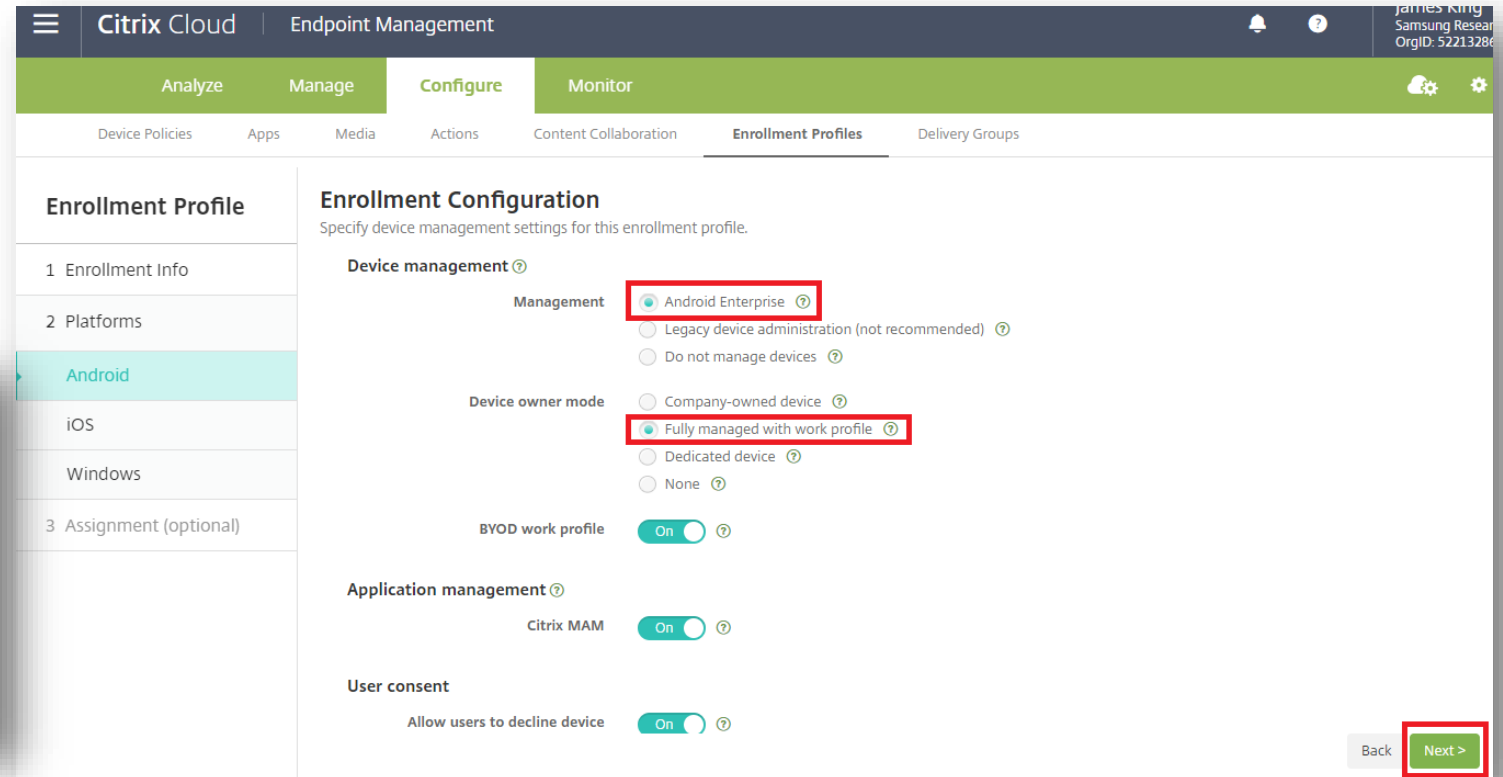 Citrix Cloud | Endpoint Management
James King
Samsung Resear
OrgID: 52213286
Analyze Manage Configure Monitor
Device Policies Apps Media Actions Content Collaboration Enrollment Profiles Delivery Groups
Enrollment Profile
1 Enrollment Info
2 Platforms
Android
iOS
Windows
3 Assignment (optional)
Enrollment Configuration
Specify device management settings for this enrollment profile.
Device management ?
Management Android Enterprise ?
Legacy device administration (not recommended) ?
Do not manage devices ?
Device owner mode Company-owned device ?
Fully managed with work profile ?
Dedicated device ?
None ?
BYOD work profile On ?
Application management ?
Citrix MAM On ?
User consent
Allow users to decline device On ?
Back Next >